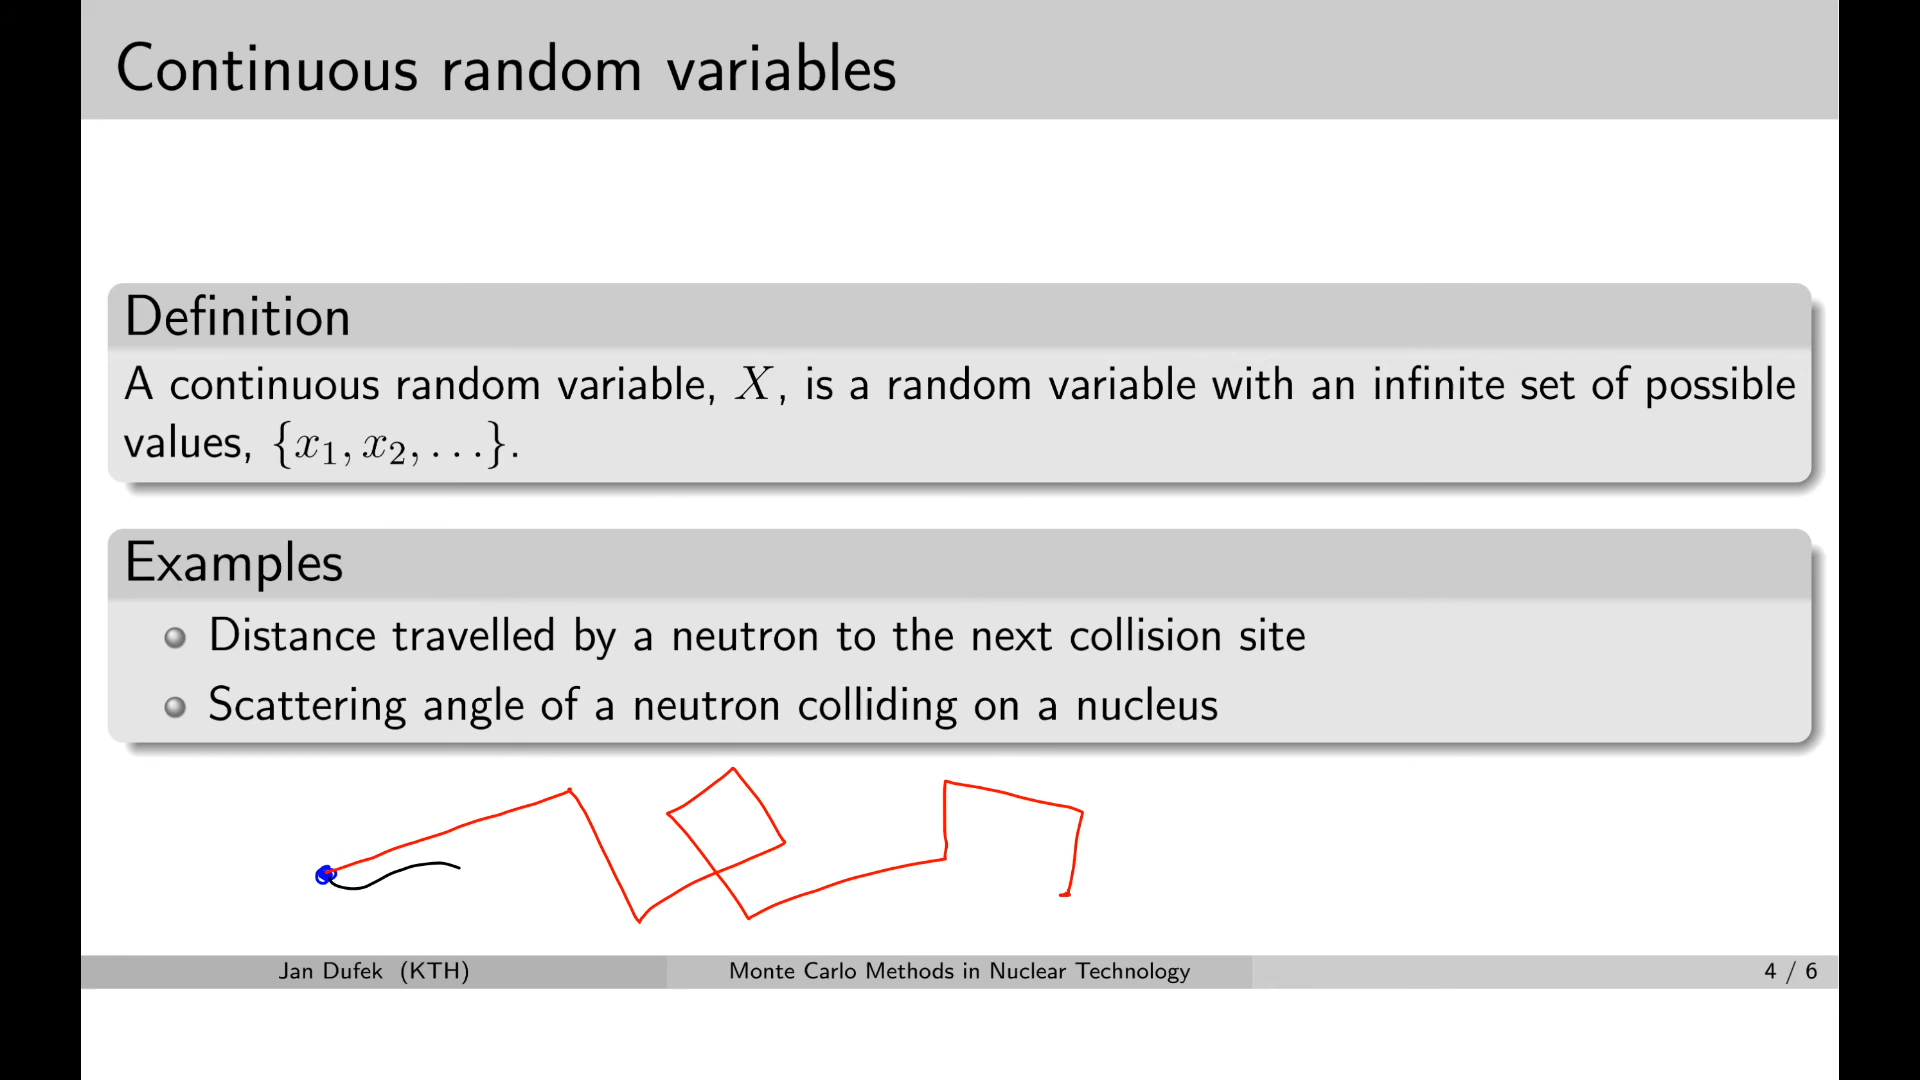 Continuous random variables
Definition
A continuous random variable, X, is a random variable with an infinite set of possible
values, {x₁, x₂, . . .}.
Examples
Distance travelled by a neutron to the next collision site
Scattering angle of a neutron colliding on a nucleus
Jan Dufek (KTH) Monte Carlo Methods in Nuclear Technology 4 / 6